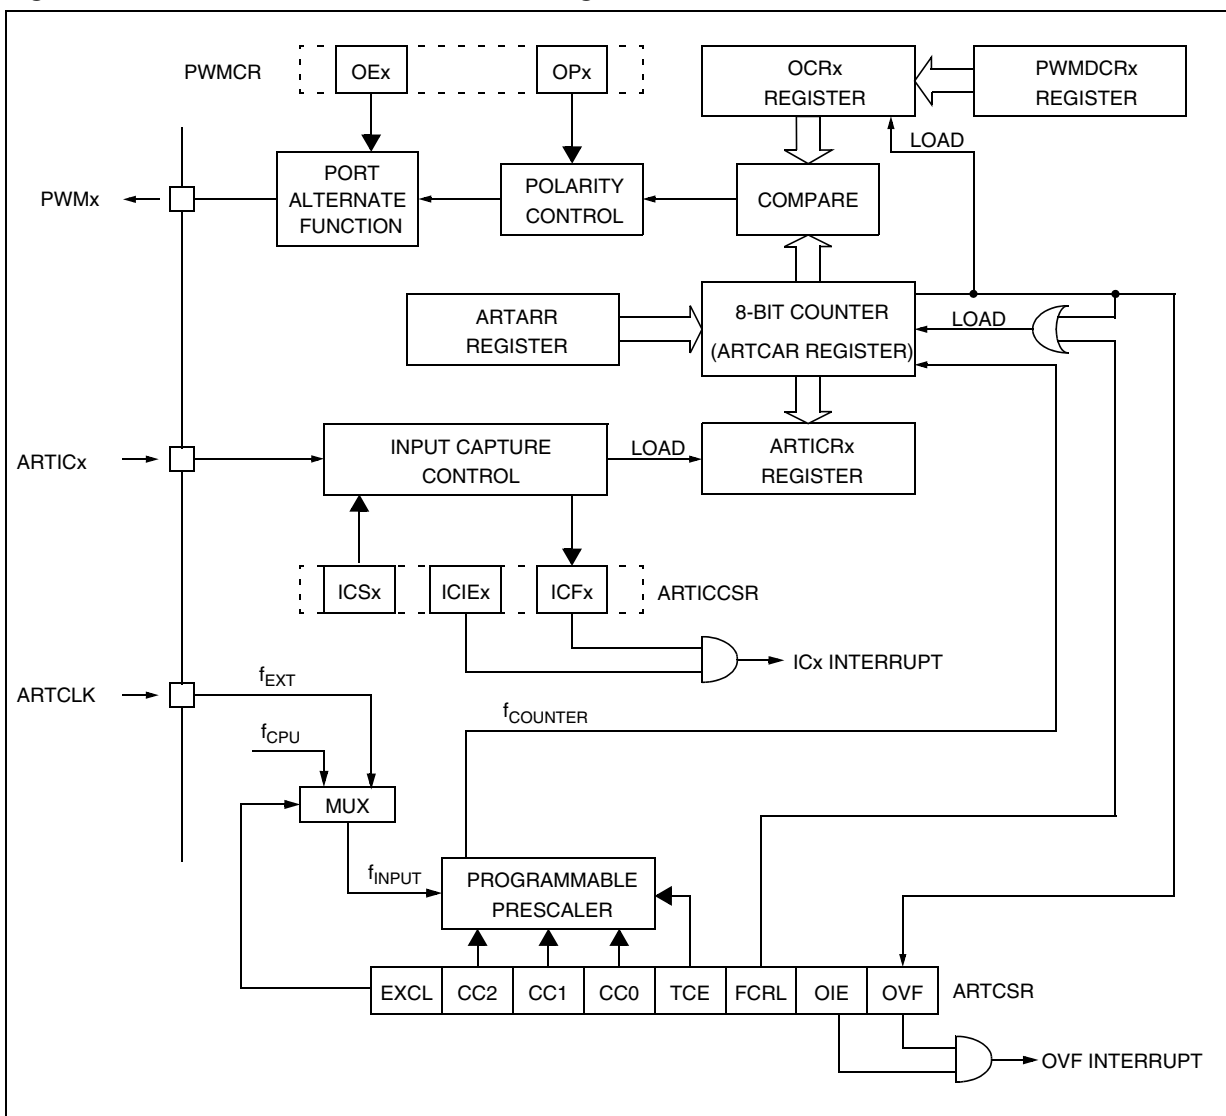 PWMCR
OEx
OPx
OCRx
REGISTER
PWMDCRx
REGISTER
LOAD
PWMx
PORT
ALTERNATE
FUNCTION
POLARITY
CONTROL
COMPARE
ARTARR
REGISTER
8-BIT COUNTER
(ARTCAR REGISTER)
LOAD
ARTICx
INPUT CAPTURE
CONTROL
LOAD
ARTICRx
REGISTER
ICSx
ICIEx
ICFx
ARTICCSR
ICx INTERRUPT
ARTCLK
fEXT
fCOUNTER
fCPU
MUX
fINPUT
PROGRAMMABLE
PRESCALER
EXCL CC2 CC1 CC0 TCE FCRL OIE OVF ARTCSR
OVF INTERRUPT